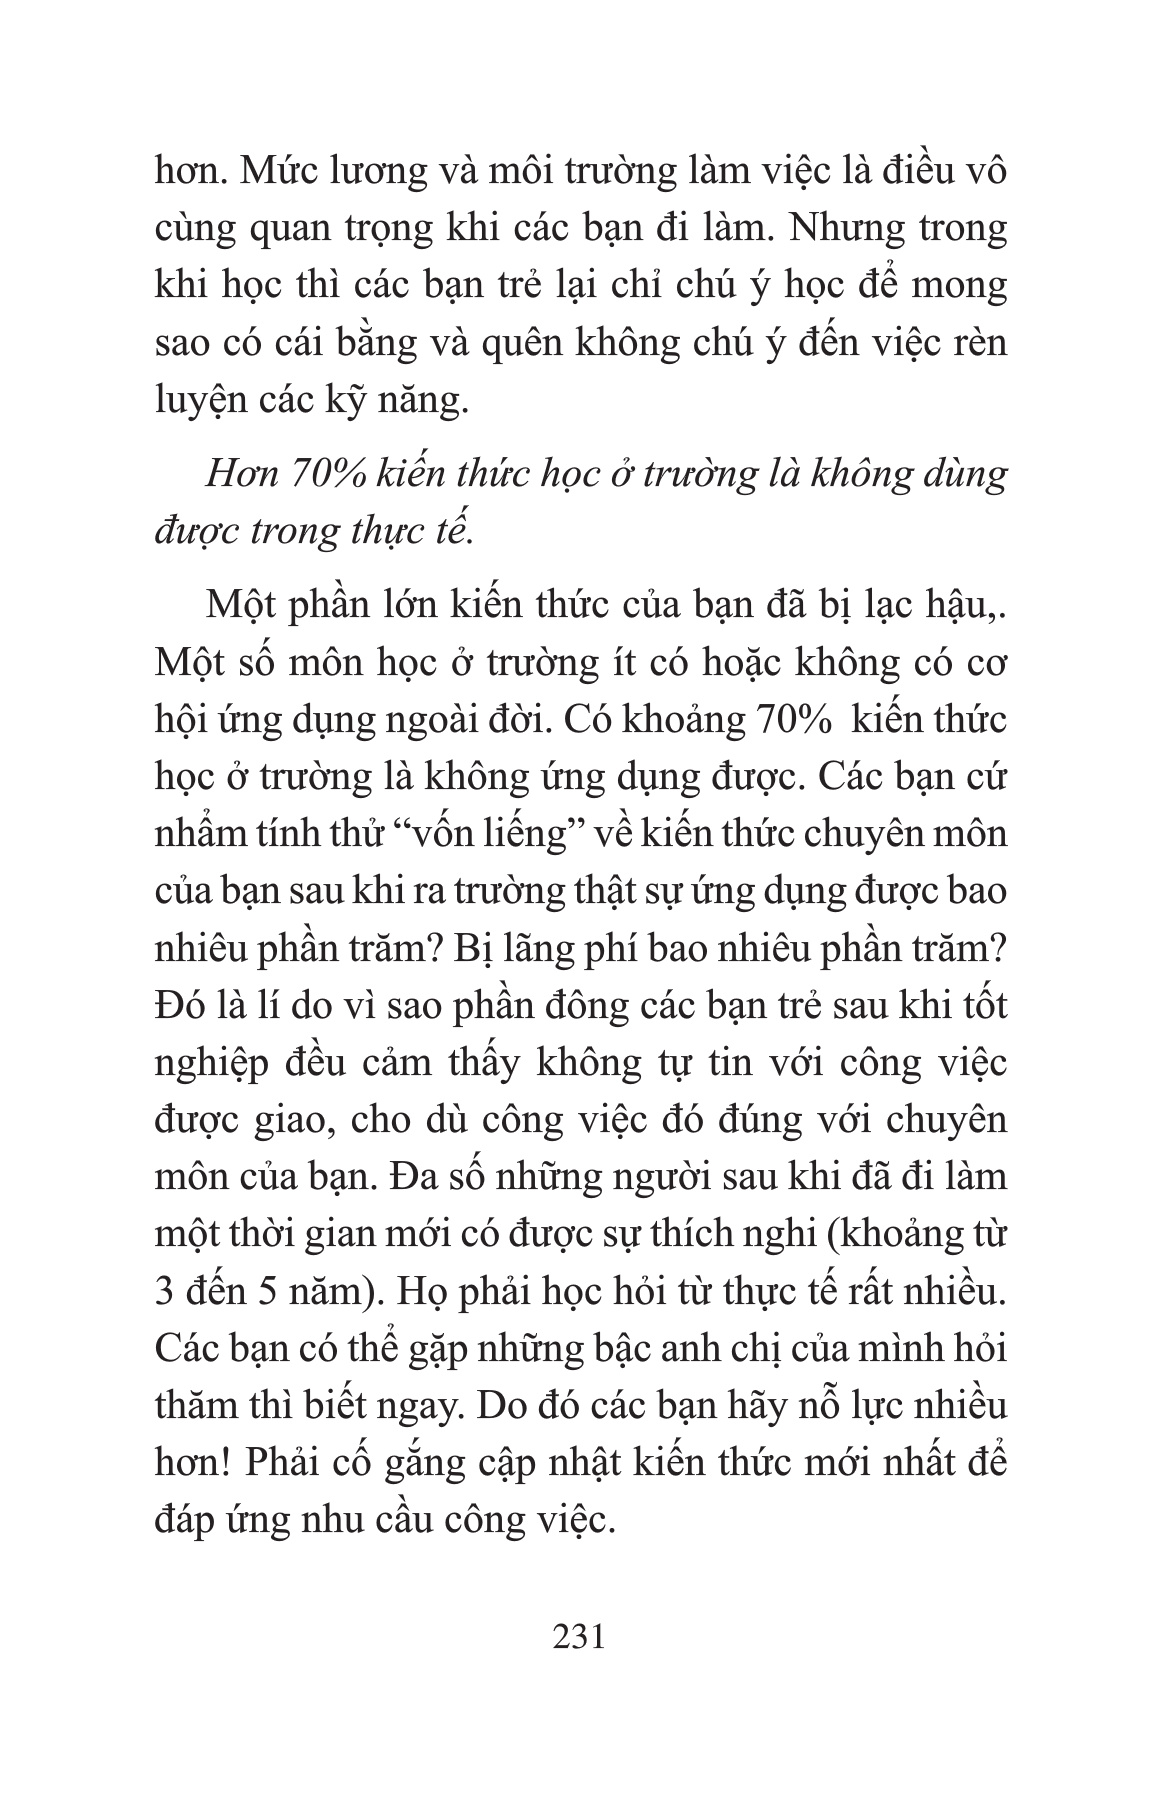 hơn. Mức lương và môi trường làm việc là điều vô
cùng quan trọng khi các bạn đi làm. Nhưng trong
khi học thì các bạn trẻ lại chỉ chú ý học để mong
sao có cái bằng và quên không chú ý đến việc rèn
luyện các kỹ năng.
Hơn 70% kiến thức học ở trường là không dùng
được trong thực tế.
Một phần lớn kiến thức của bạn đã bị lạc hậu,.
Một số môn học ở trường ít có hoặc không có cơ
hội ứng dụng ngoài đời. Có khoảng 70%  kiến thức
học ở trường là không ứng dụng được. Các bạn cứ
nhẩm tính thử “vốn liếng” về kiến thức chuyên môn
của bạn sau khi ra trường thật sự ứng dụng được bao
nhiêu phần trăm? Bị lãng phí bao nhiêu phần trăm?
Đó là lí do vì sao phần đông các bạn trẻ sau khi tốt
nghiệp đều cảm thấy không tự tin với công việc
được giao, cho dù công việc đó đúng với chuyên
môn của bạn. Đa số những người sau khi đã đi làm
một thời gian mới có được sự thích nghi (khoảng từ
3 đến 5 năm). Họ phải học hỏi từ thực tế rất nhiều.
Các bạn có thể gặp những bậc anh chị của mình hỏi
thăm thì biết ngay. Do đó các bạn hãy nỗ lực nhiều
hơn! Phải cố gắng cập nhật kiến thức mới nhất để
đáp ứng nhu cầu công việc.
231